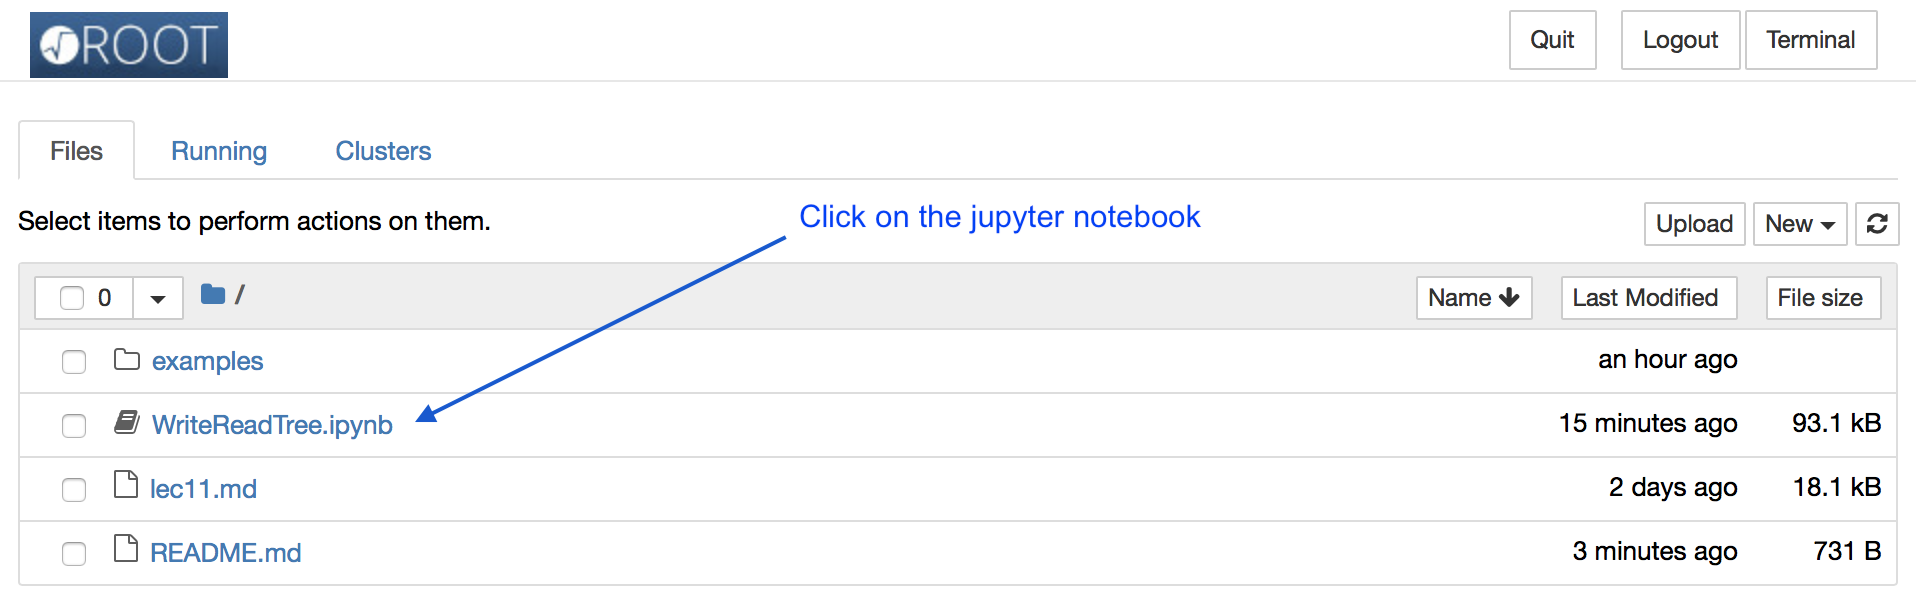 ROOT
Quit Logout Terminal
Files Running Clusters
Click on the jupyter notebook
Select items to perform actions on them.
Upload New
0 / Name Last Modified File size
examples an hour ago
WriteReadTree.ipynb 15 minutes ago 93.1 kB
lec11.md 2 days ago 18.1 kB
README.md 3 minutes ago 731 B